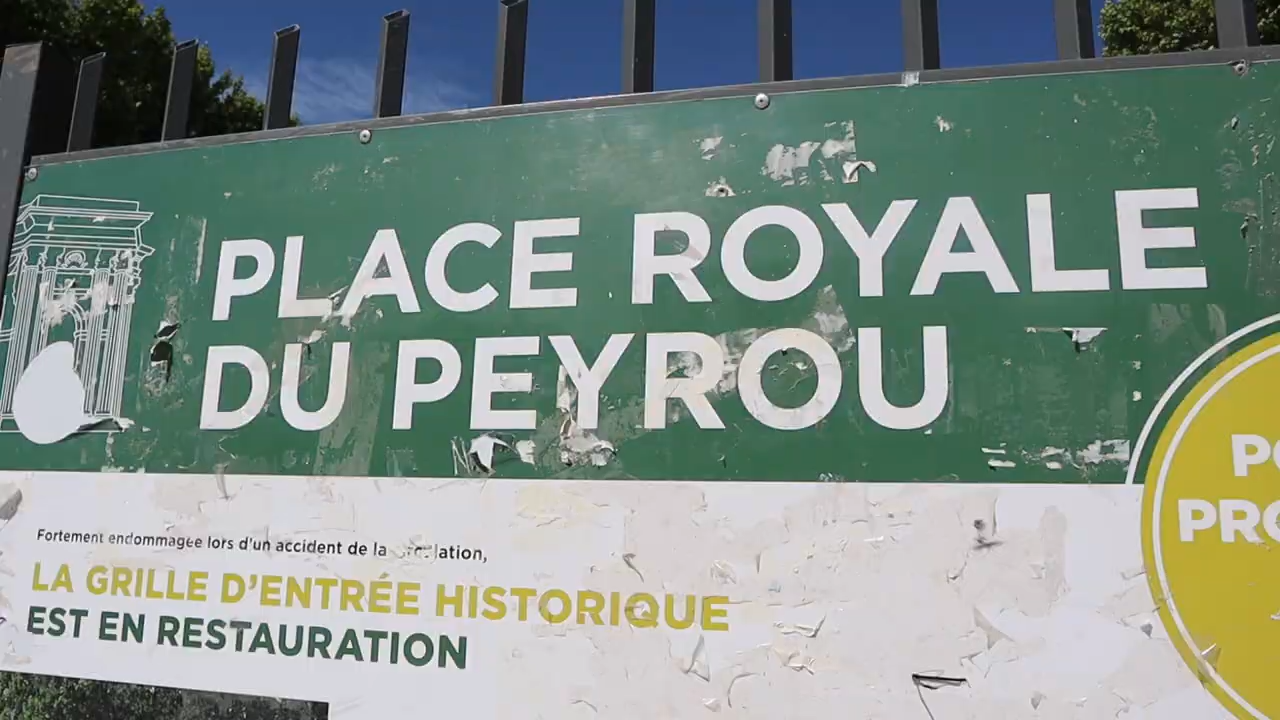 PLACE ROYALE
DU PEYROU
Fortement endommagée lors d'un accident de la
LA GRILLE D'ENTRÉE HISTORIQUE
EST EN RESTAURATION